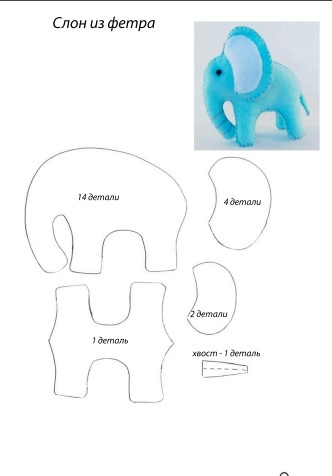 Слон из фетра
14 детали
4 детали
2 детали
1 деталь
хвост - 1 деталь